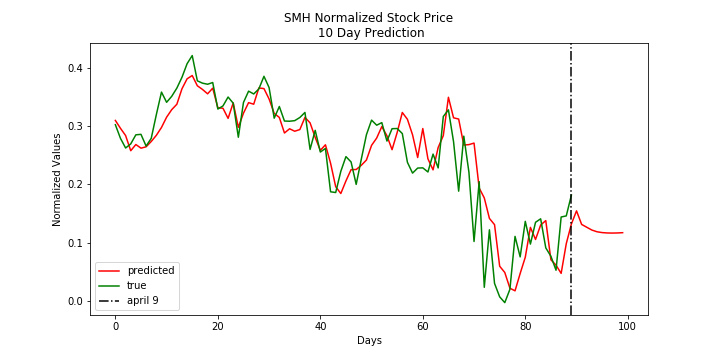 SMH Normalized Stock Price
10 Day Prediction
Normalized Values
0.4
0.3
0.2
0.1
0.0
predicted
true
april 9
0 20 40 60 80 100
Days